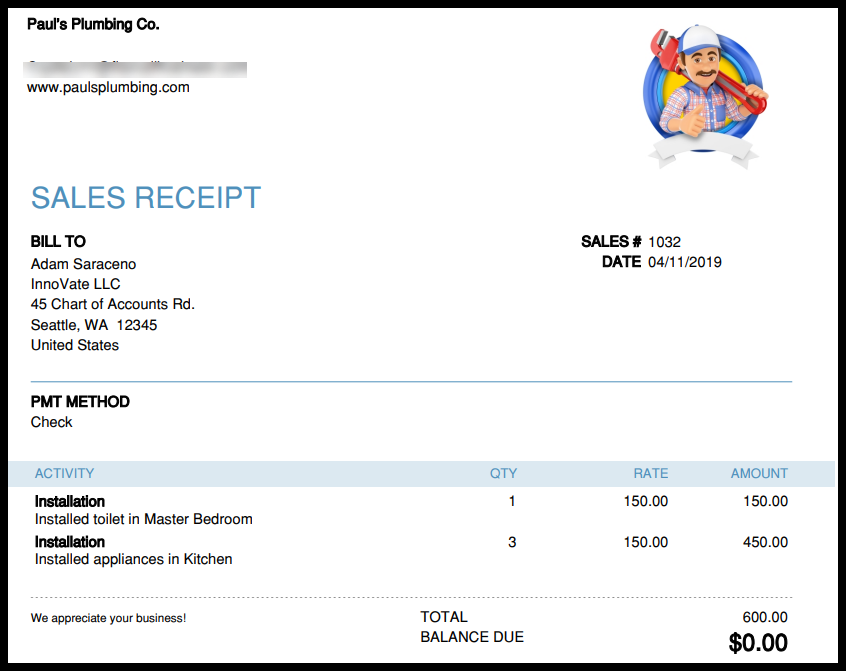 Paul's Plumbing Co.
www.paulsplumbing.com
SALES RECEIPT
BILL TO
Adam Saraceno
InnoVate LLC
45 Chart of Accounts Rd.
Seattle, WA 12345
United States
SALES # 1032
DATE 04/11/2019
PMT METHOD
Check
ACTIVITY QTY RATE AMOUNT
Installation 1 150.00 150.00
Installed toilet in Master Bedroom
Installation 3 150.00 450.00
Installed appliances in Kitchen
We appreciate your business! TOTAL 600.00
BALANCE DUE $0.00